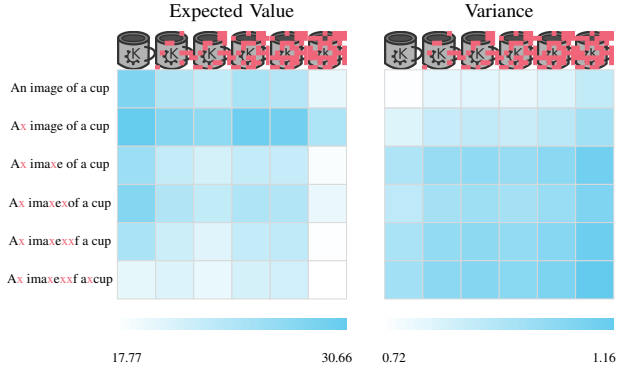 Expected Value
Variance
K K K K K K
K K K K K K
An image of a cup
Ax image of a cup
Ax imaxe of a cup
Ax imaxexof a cup
Ax imaxexxf a cup
Ax imaxexxf axcup
17.77
30.66
0.72
1.16